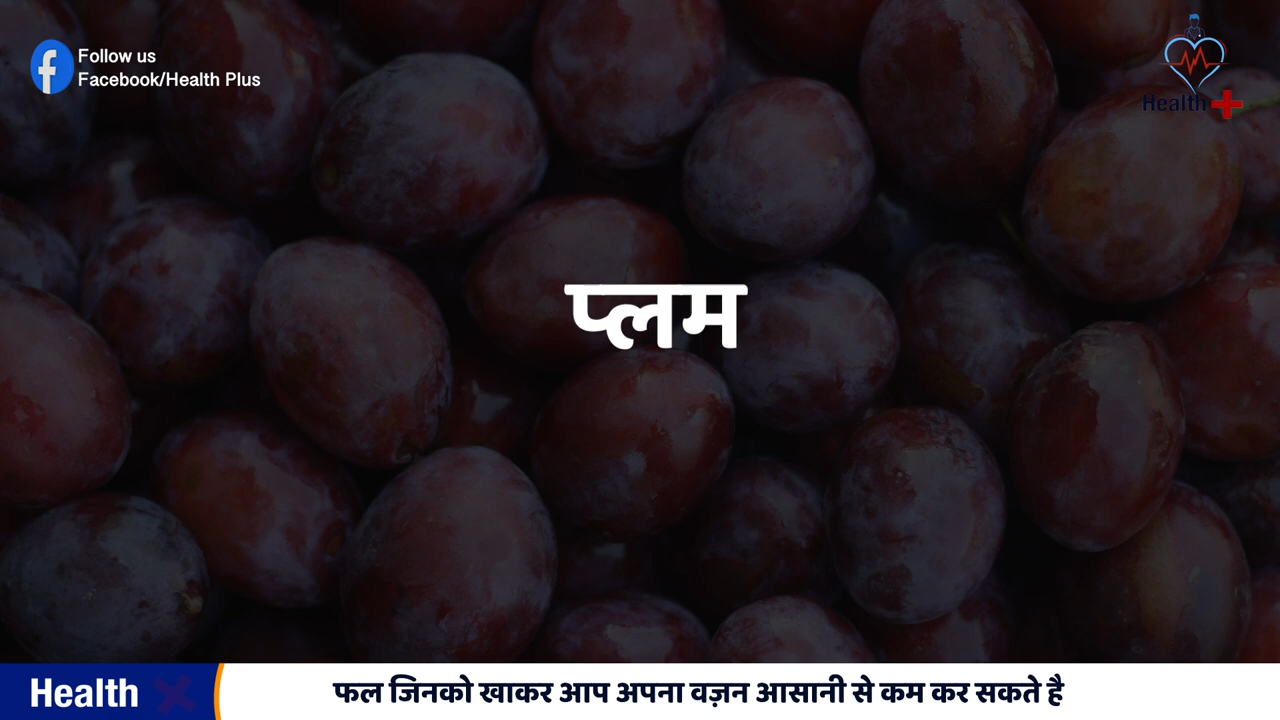 Follow us
Facebook/Health Plus
Health
प्लम
Health
फल जिनको खाकर आप अपना वज़न आसानी से कम कर सकते है